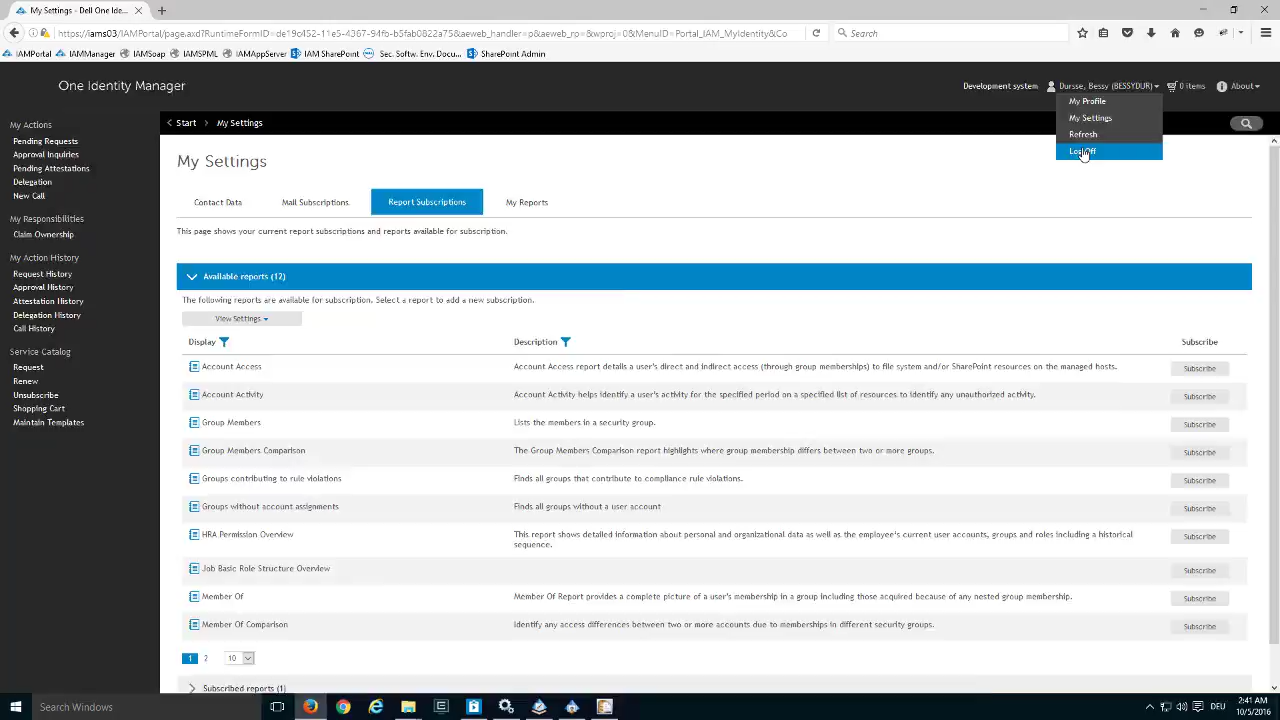 My Settings - Dell One Ide...
https://iams03/IAMPortal/page.axd?RuntimeFormID=de19c452-11e5-4367-94fb-b5fab0822a75&aeweb_handler=p&aeweb_rp=&wproj=0&MenuID=Portal_IAM_MyIdentity&Co
Search
IAMPortal IAMManager IAMSoap IAMSPML IAMAppServer IAM SharePoint Sec. Softw. Env. Docu... SharePoint Admin
One Identity Manager
Development system Dursse, Bessy (BESSYDUR) 0 items About
My Profile
My Settings
Refresh
Log Off
Start My Settings
My Actions
Pending Requests
Approval Inquiries
Pending Attestations
Delegation
New Call
My Responsibilities
Claim Ownership
My Action History
Request History
Approval History
Attestation History
Delegation History
Call History
Service Catalog
Request
Renew
Unsubscribe
Shopping Cart
Maintain Templates
My Settings
Contact Data Mail Subscriptions Report Subscriptions My Reports
This page shows your current report subscriptions and reports available for subscription.
Available reports (12)
The following reports are available for subscription. Select a report to add a new subscription.
View Settings
Display Description Subscribe
Account Access Account Access report details a user's direct and indirect access (through group memberships) to file system and/or SharePoint resources on the managed hosts. Subscribe
Account Activity Account Activity helps identify a user's activity for the specified period on a specified list of resources to identify any unauthorized activity. Subscribe
Group Members Lists the members in a security group. Subscribe
Group Members Comparison The Group Members Comparison report highlights where group membership differs between two or more groups. Subscribe
Groups contributing to rule violations Finds all groups that contribute to compliance rule violations. Subscribe
Groups without account assignments Finds all groups without a user account Subscribe
HRA Permission Overview This report shows detailed information about personal and organizational data as well as the employee's current user accounts, groups and roles including a historical
sequence. Subscribe
Job Basic Role Structure Overview Subscribe
Member Of Member Of Report provides a complete picture of a user's membership in a group including those acquired because of any nested group membership. Subscribe
Member Of Comparison Identify any access differences between two or more accounts due to memberships in different security groups. Subscribe
1 2 10
Subscribed reports (1)
Search Windows
DEU 2:41 AM
10/5/2016